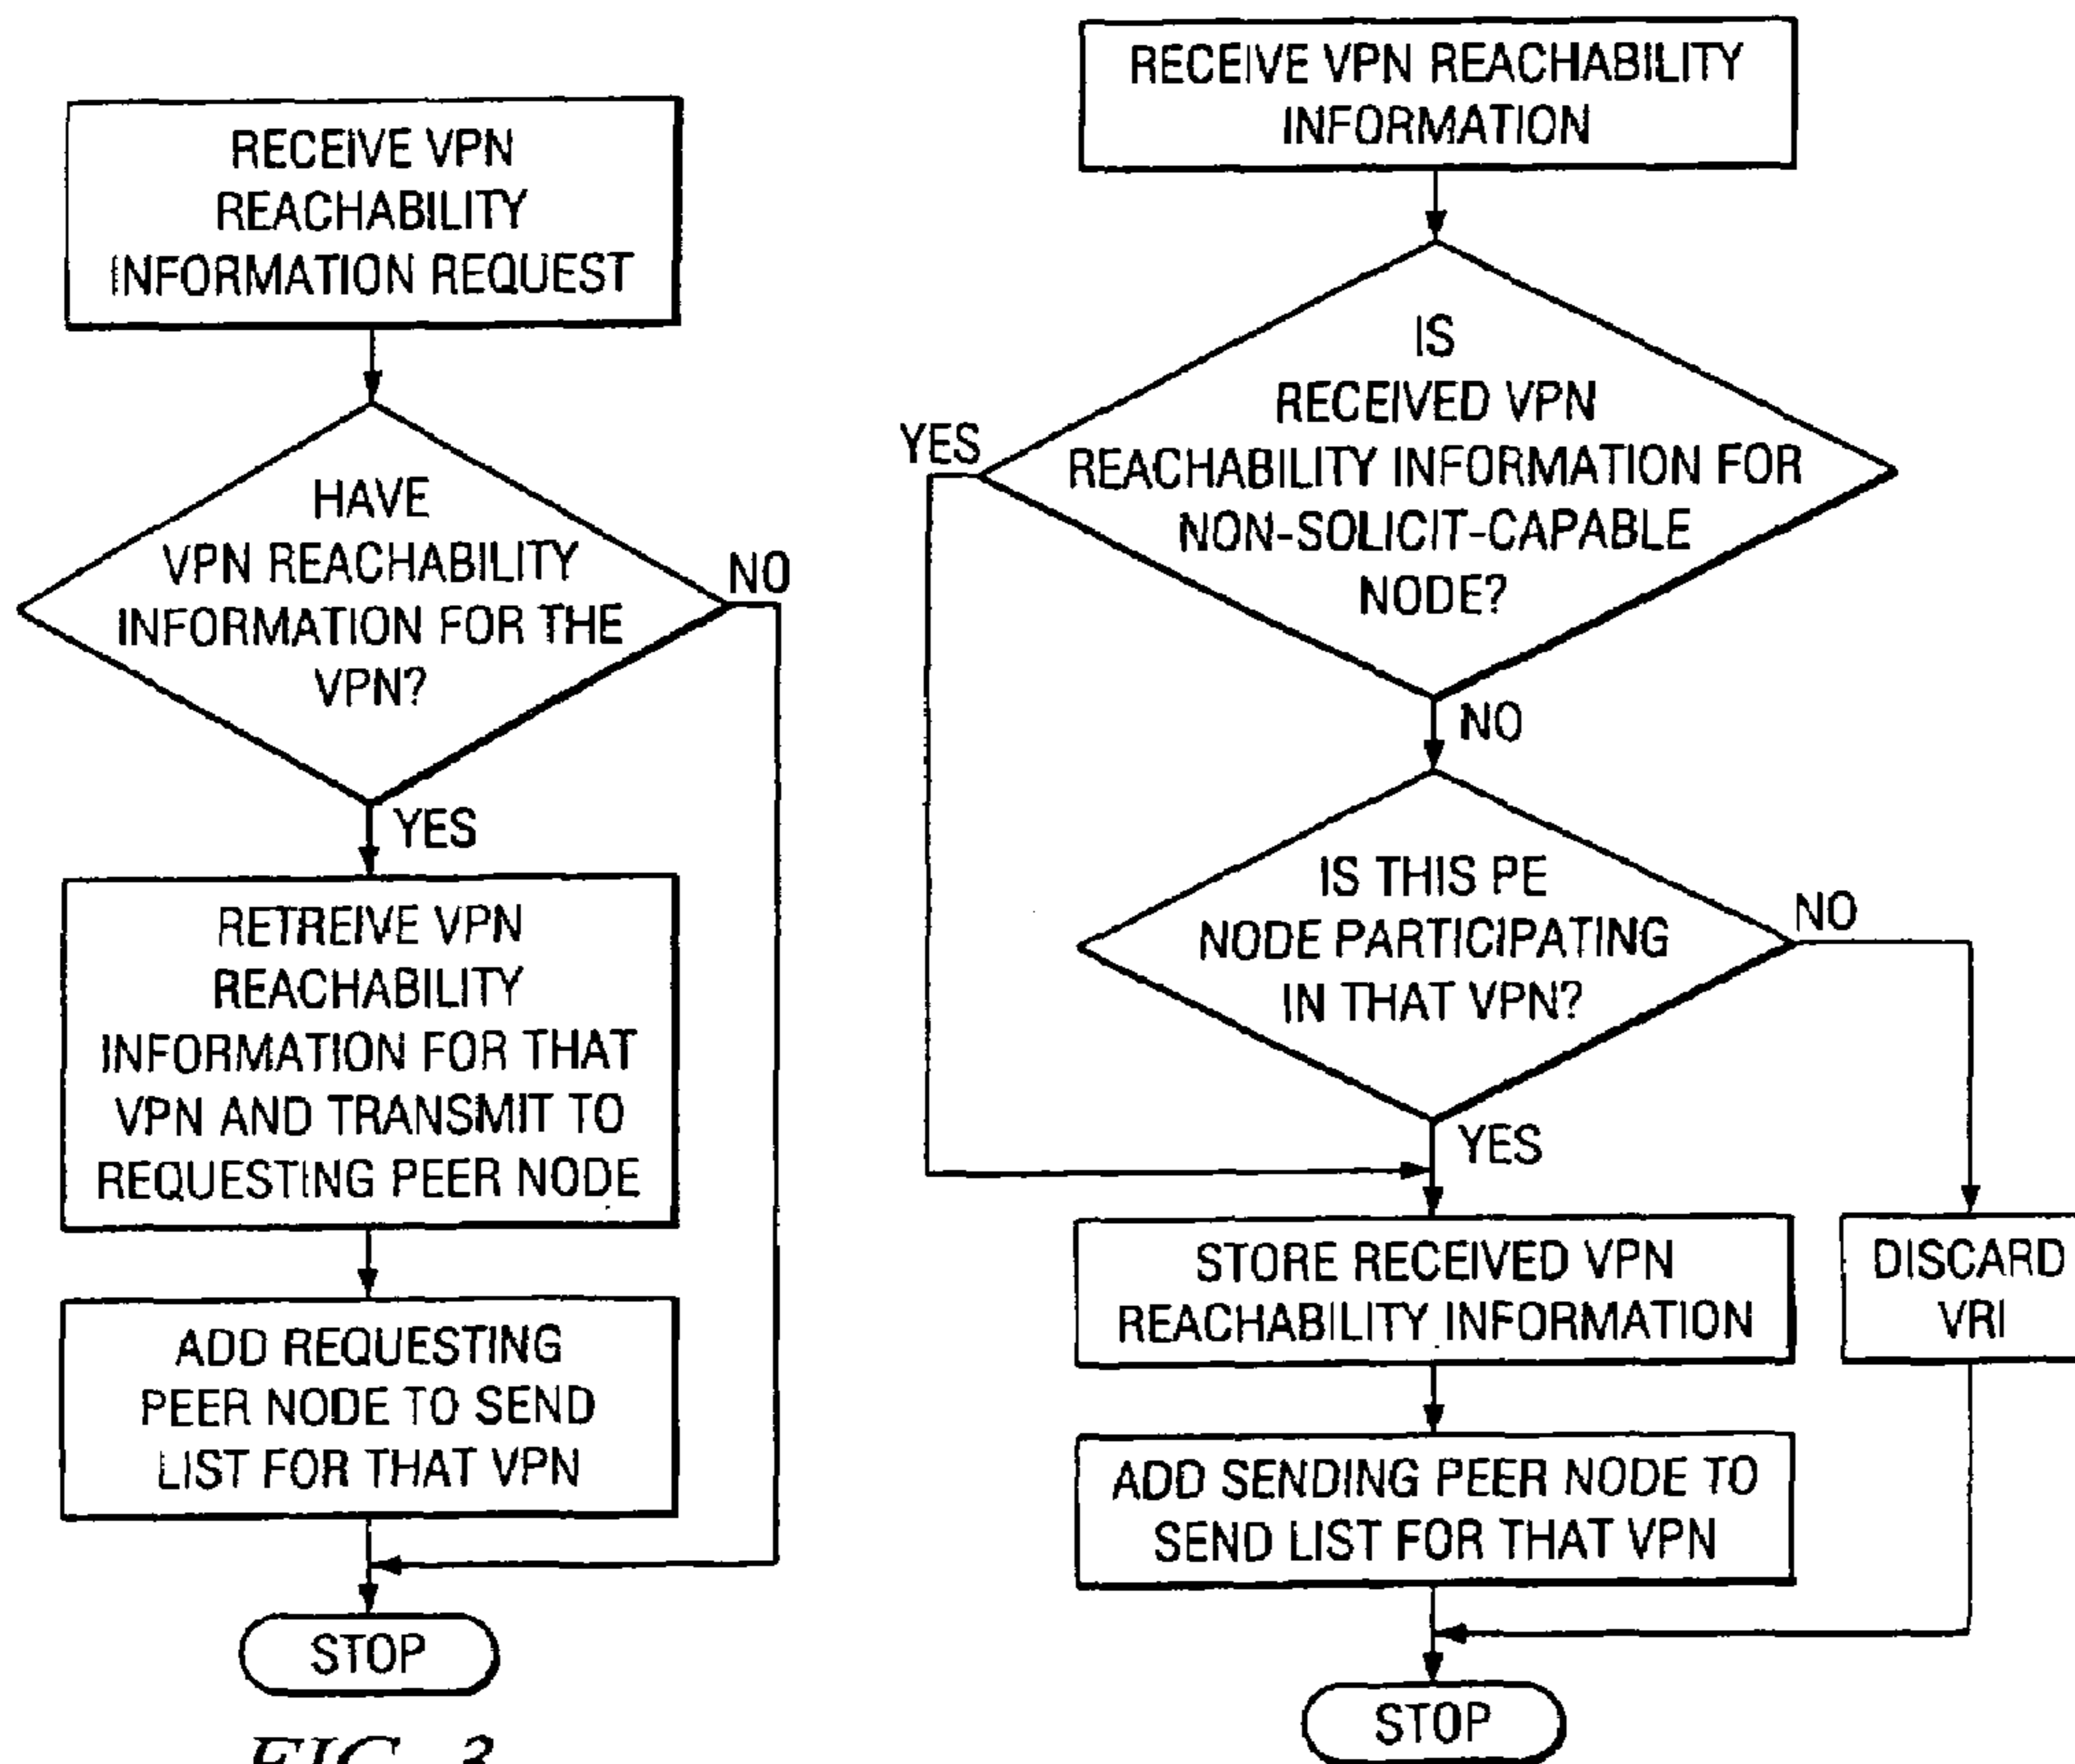 RECEIVE VPN
REACHABILITY
INFORMATION REQUEST
HAVE
VPN REACHABILITY
INFORMATION FOR THE
VPN?
NO
YES
RETREIVE VPN
REACHABILITY
INFORMATION FOR THAT
VPN AND TRANSMIT TO
REQUESTING PEER NODE
ADD REQUESTING
PEER NODE TO SEND
LIST FOR THAT VPN
STOP
FIG. 3
RECEIVE VPN REACHABILITY
INFORMATION
IS
RECEIVED VPN
REACHABILITY INFORMATION FOR
NON-SOLICIT-CAPABLE
NODE?
YES
NO
IS THIS PE
NODE PARTICIPATING
IN THAT VPN?
NO
YES
STORE RECEIVED VPN
REACHABILITY INFORMATION
DISCARD
VRI
ADD SENDING PEER NODE TO
SEND LIST FOR THAT VPN
STOP